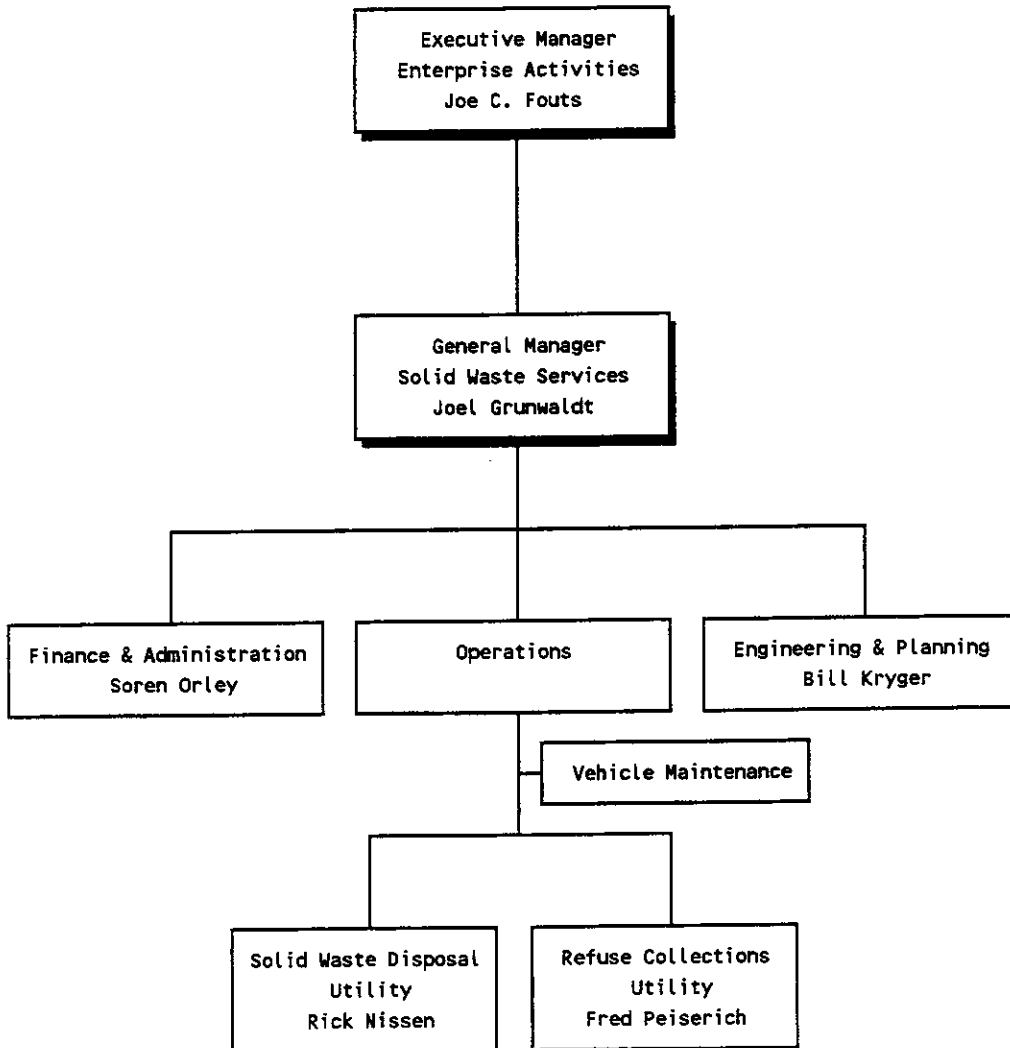 Executive Manager
Enterprise Activities
Joe C. Fouts
General Manager
Solid Waste Services
Joel Grunwaldt
Finance & Administration
Soren Orley
Operations
Engineering & Planning
Bill Kryger
Vehicle Maintenance
Solid Waste Disposal
Utility
Rick Nissen
Refuse Collections
Utility
Fred Peiserich